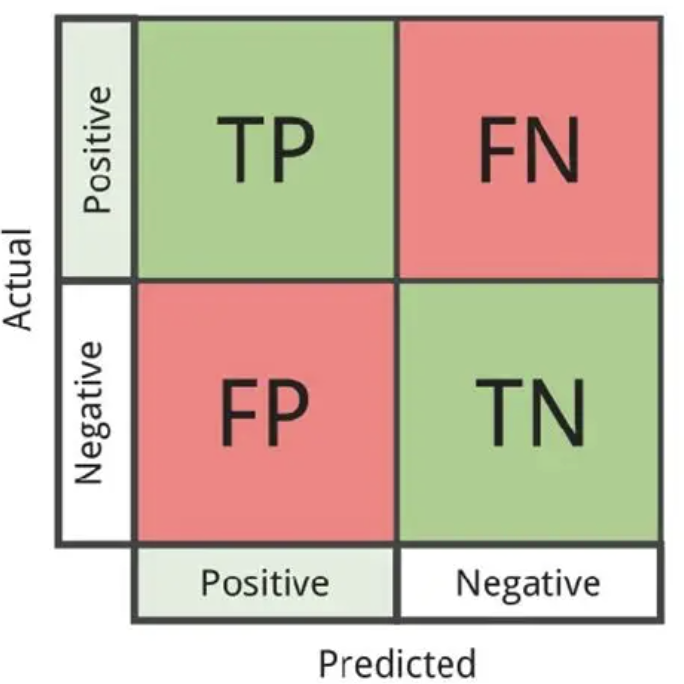 Actual
Positive
TP
FN
Negative
FP
TN
Positive
Negative
Predicted